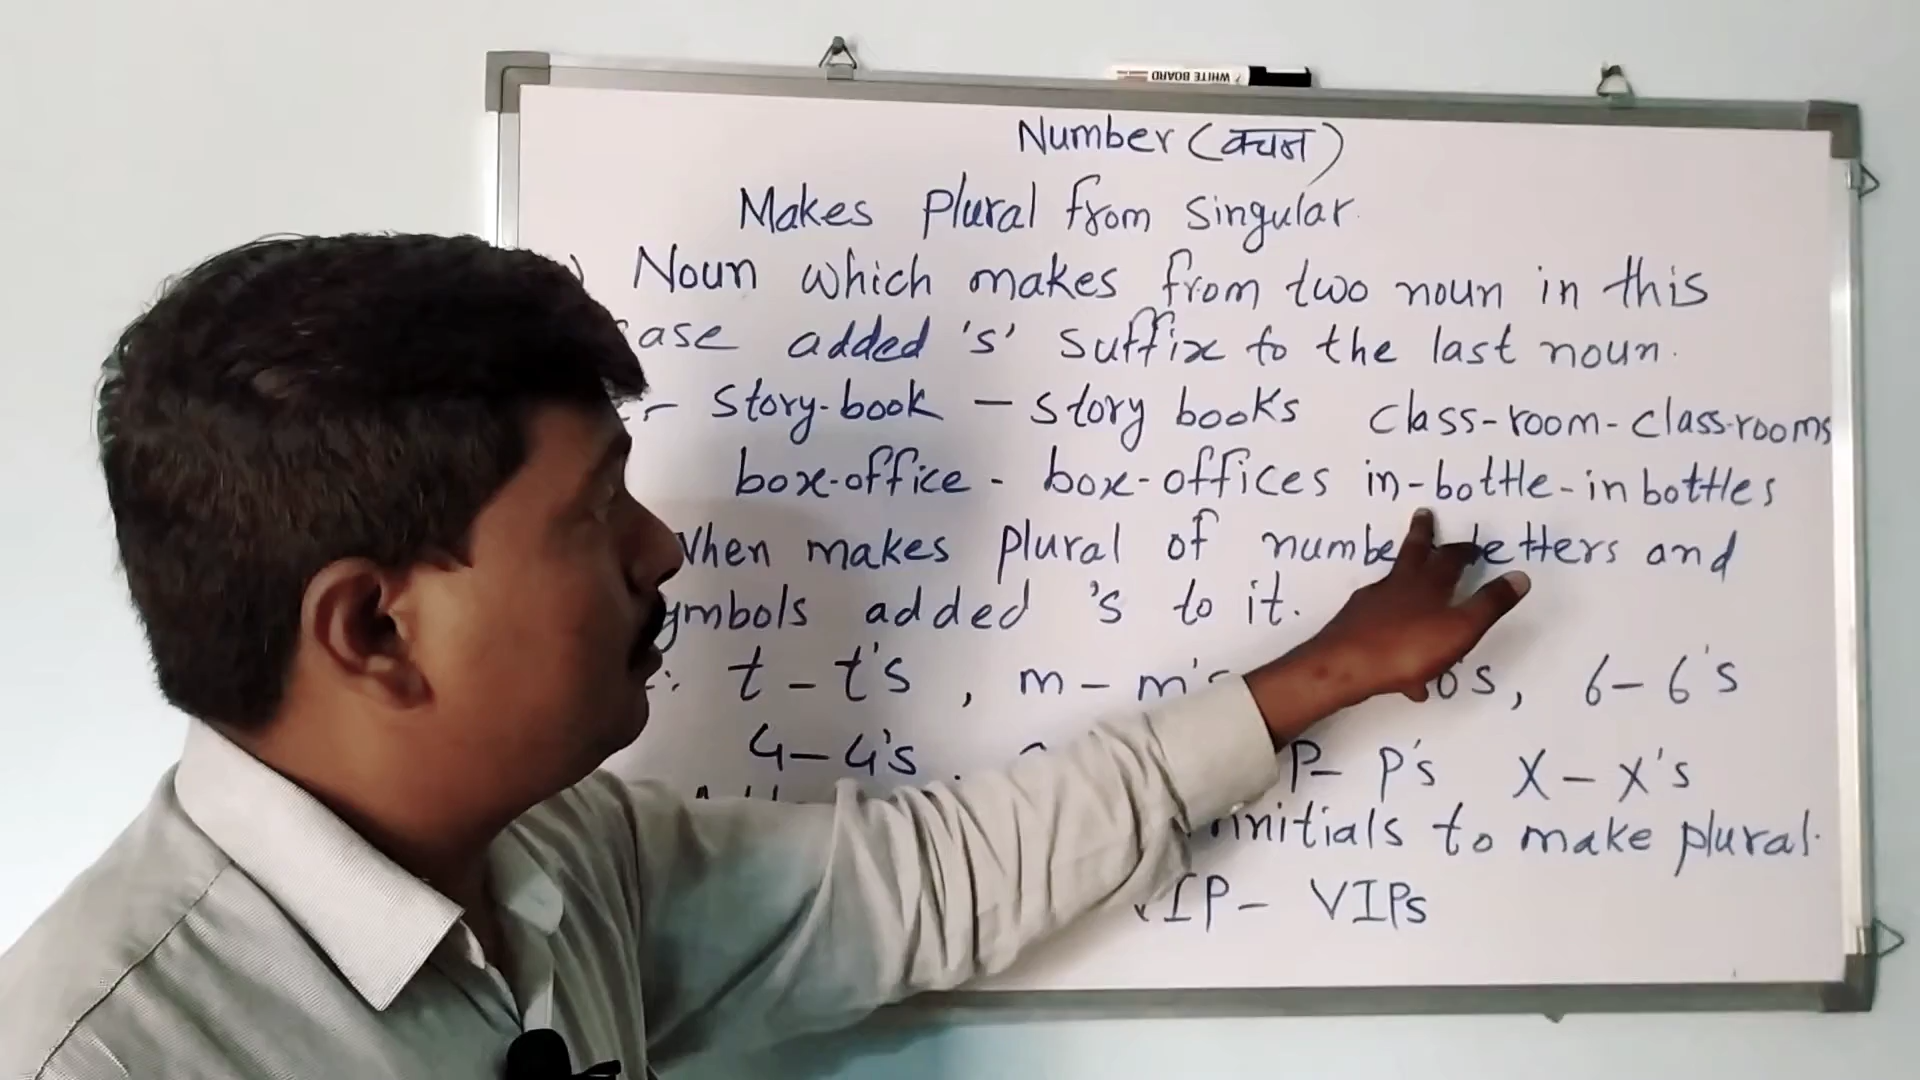 WHITE BOARD
Number (वचन)
Makes plural from singular.
Noun which makes from two noun in this
case added 's' suffix to the last noun.
- story-book - story books class-room-class-rooms
box-office - box-offices in-bottle-in bottles
When makes plural of number letters and
symbols added 's to it.
t - t's , m - m's 's, 6 - 6's
4 - 4's . P - P's X - X's
initials to make plural.
VIP - VIPs